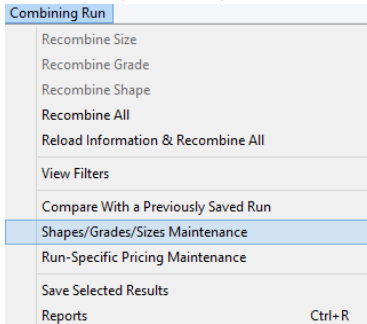 Combining Run
Recombine Size
Recombine Grade
Recombine Shape
Recombine All
Reload Information & Recombine All
View Filters
Compare With a Previously Saved Run
Shapes/Grades/Sizes Maintenance
Run-Specific Pricing Maintenance
Save Selected Results
Reports Ctrl+R